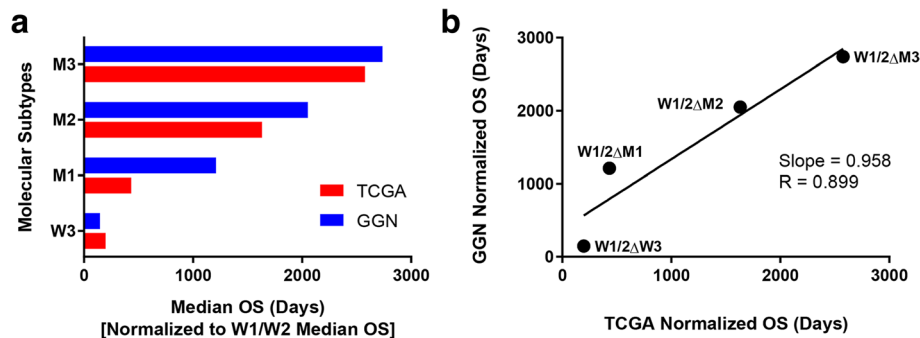 a
Molecular Subtypes
M3
M2
M1
W3
TCGA
GGN
0 1000 2000 3000
Median OS (Days)
[Normalized to W1/W2 Median OS]
b
GGN Normalized OS (Days)
3000
2000
1000
0
W1/2ΔM3
W1/2ΔM2
W1/2ΔM1
W1/2ΔW3
Slope = 0.958
R = 0.899
0 1000 2000 3000
TCGA Normalized OS (Days)